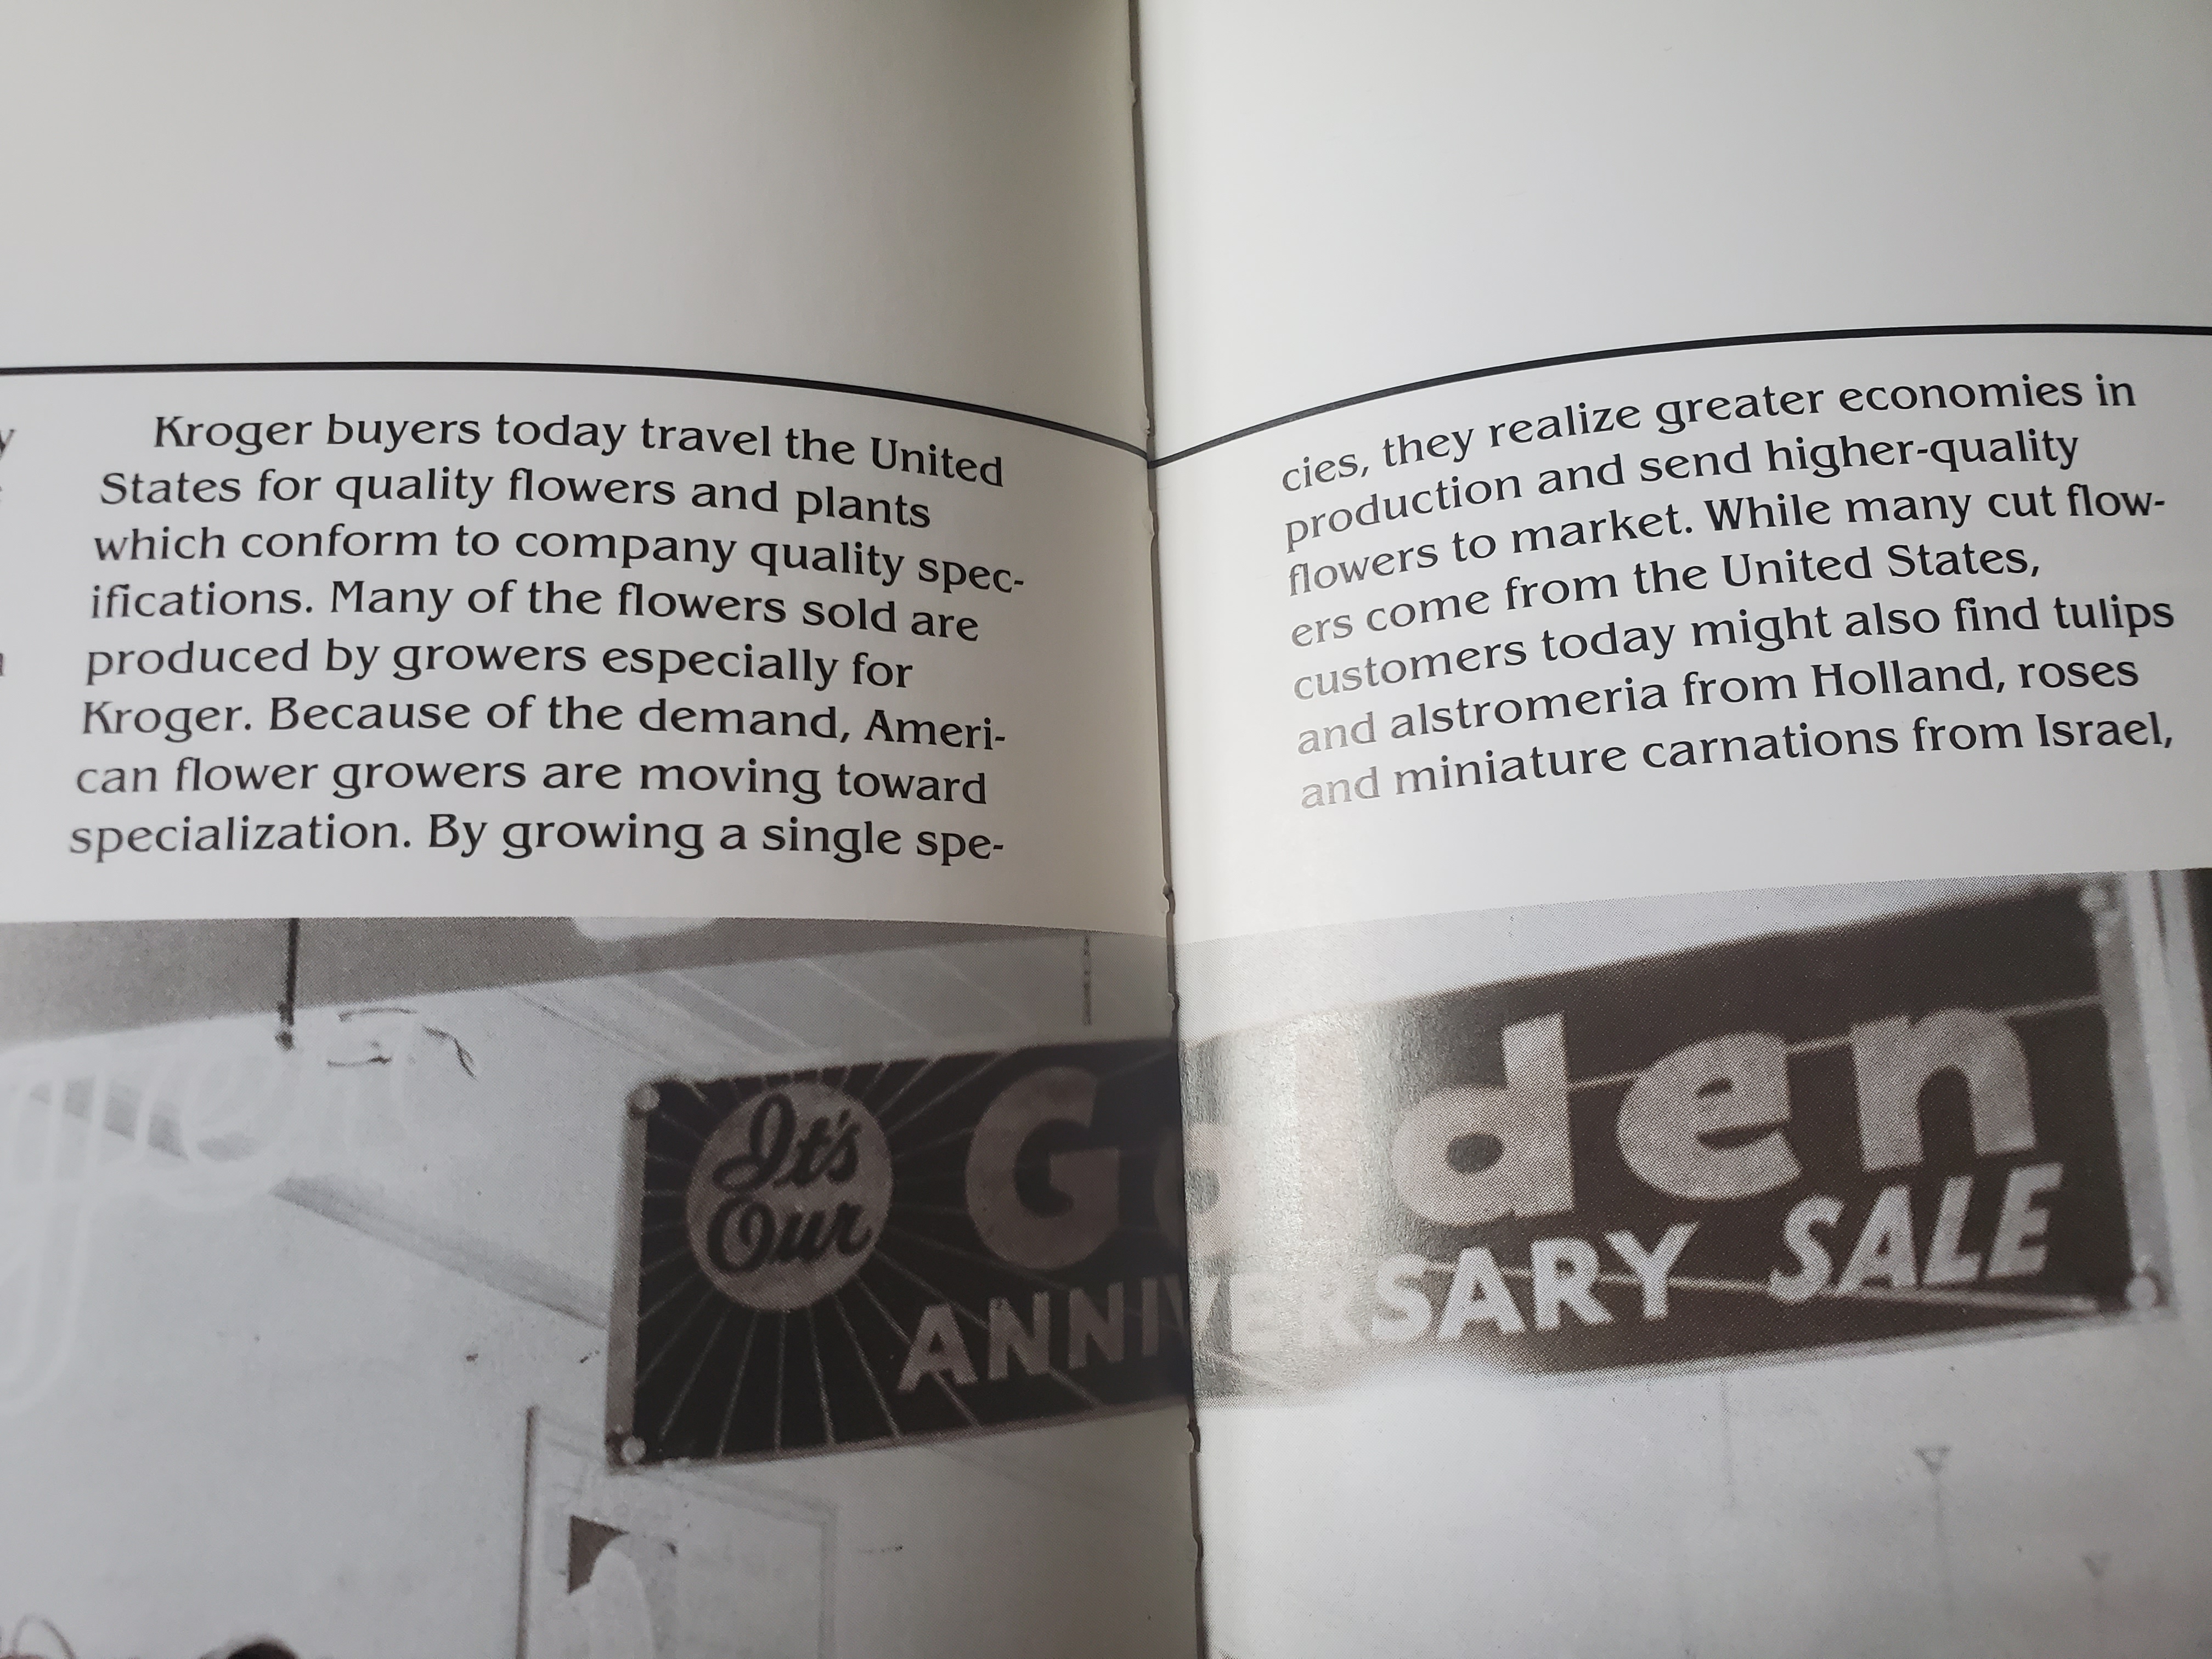 Kroger buyers today travel the United
States for quality flowers and plants
which conform to company quality spec-
ifications. Many of the flowers sold are
produced by growers especially for
Kroger. Because of the demand, Ameri-
can flower growers are moving toward
specialization. By growing a single spe-
cies, they realize greater economies in
production and send higher-quality
flowers to market. While many cut flow-
ers come from the United States,
customers today might also find tulips
and alstromeria from Holland, roses
and miniature carnations from Israel,
It's
Our
Golden
ANNIVERSARY SALE